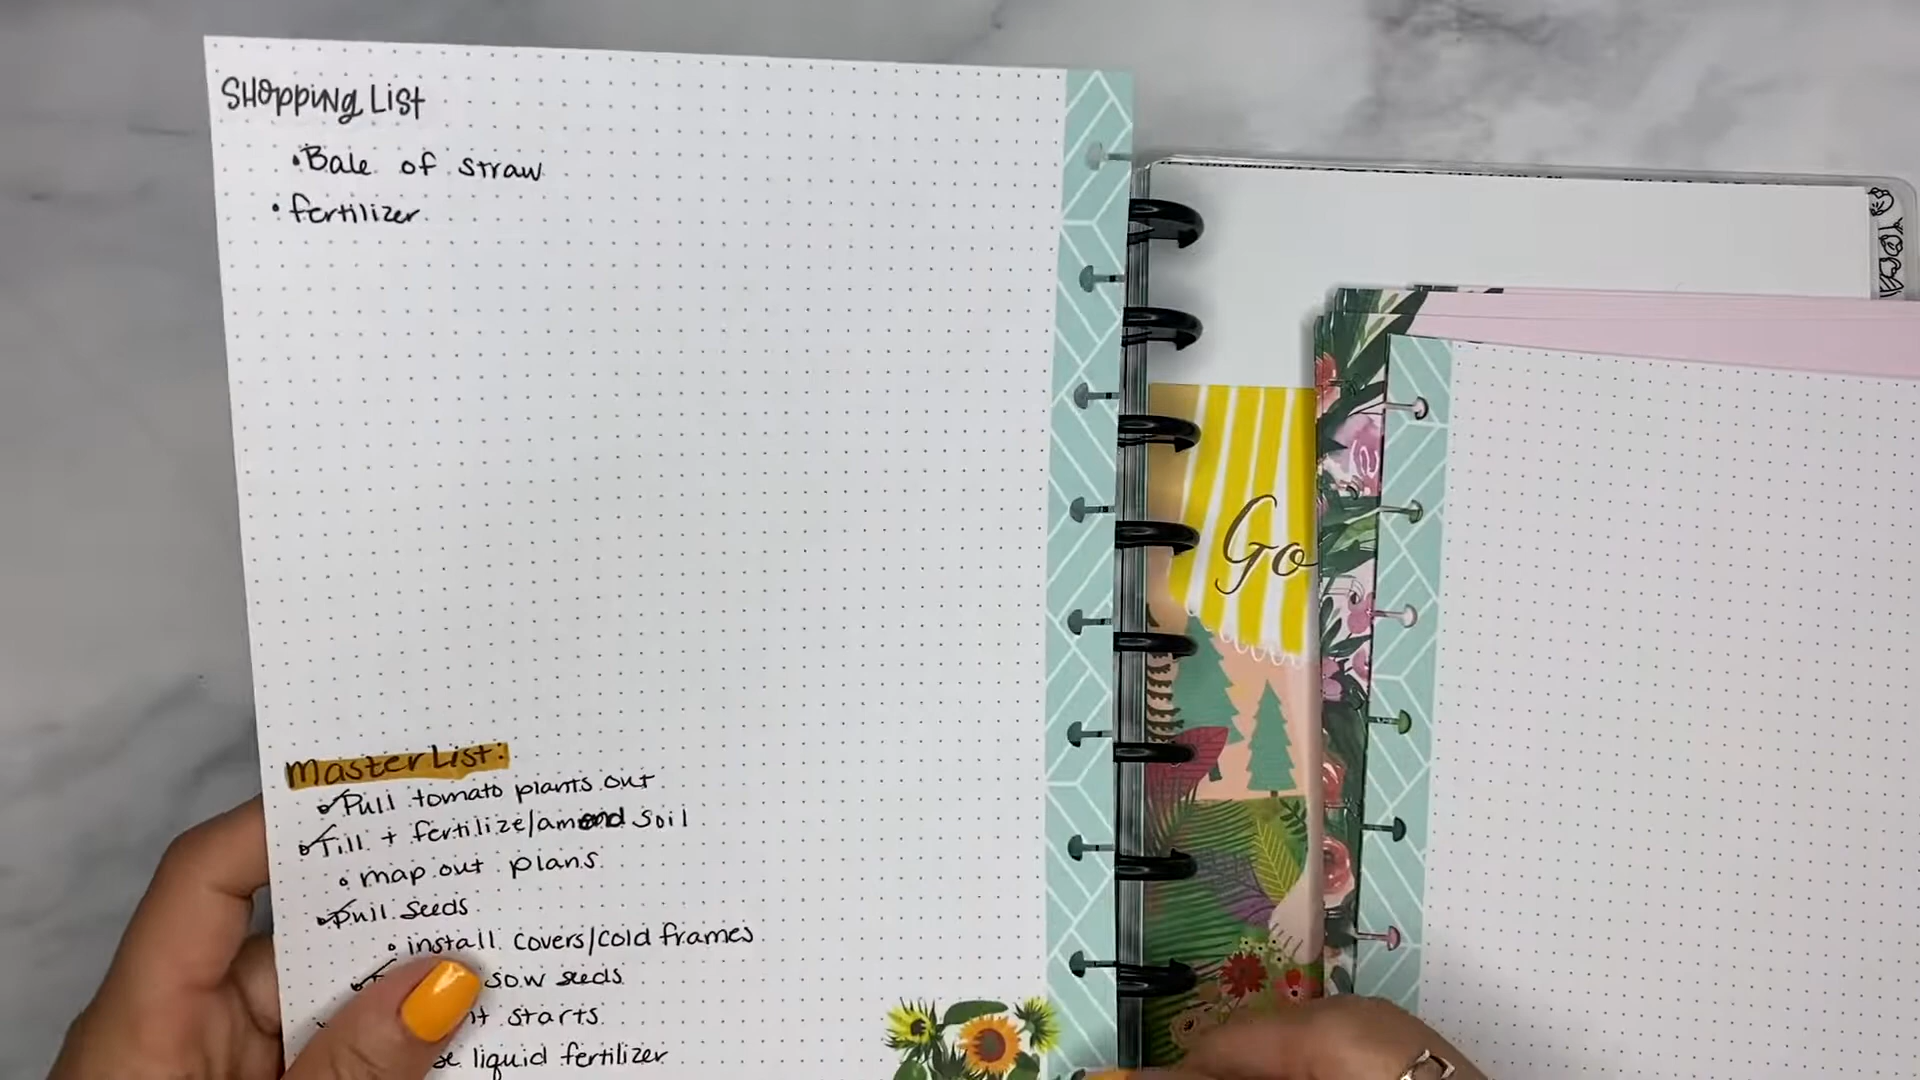 SHopping List
• Bale of straw
• fertilizer
Go
Master List:
Pull tomato plants out
Till + fertilize/amend soil
map out plans
Pull seeds
install covers/cold frames
sow seeds
starts
liquid fertilizer